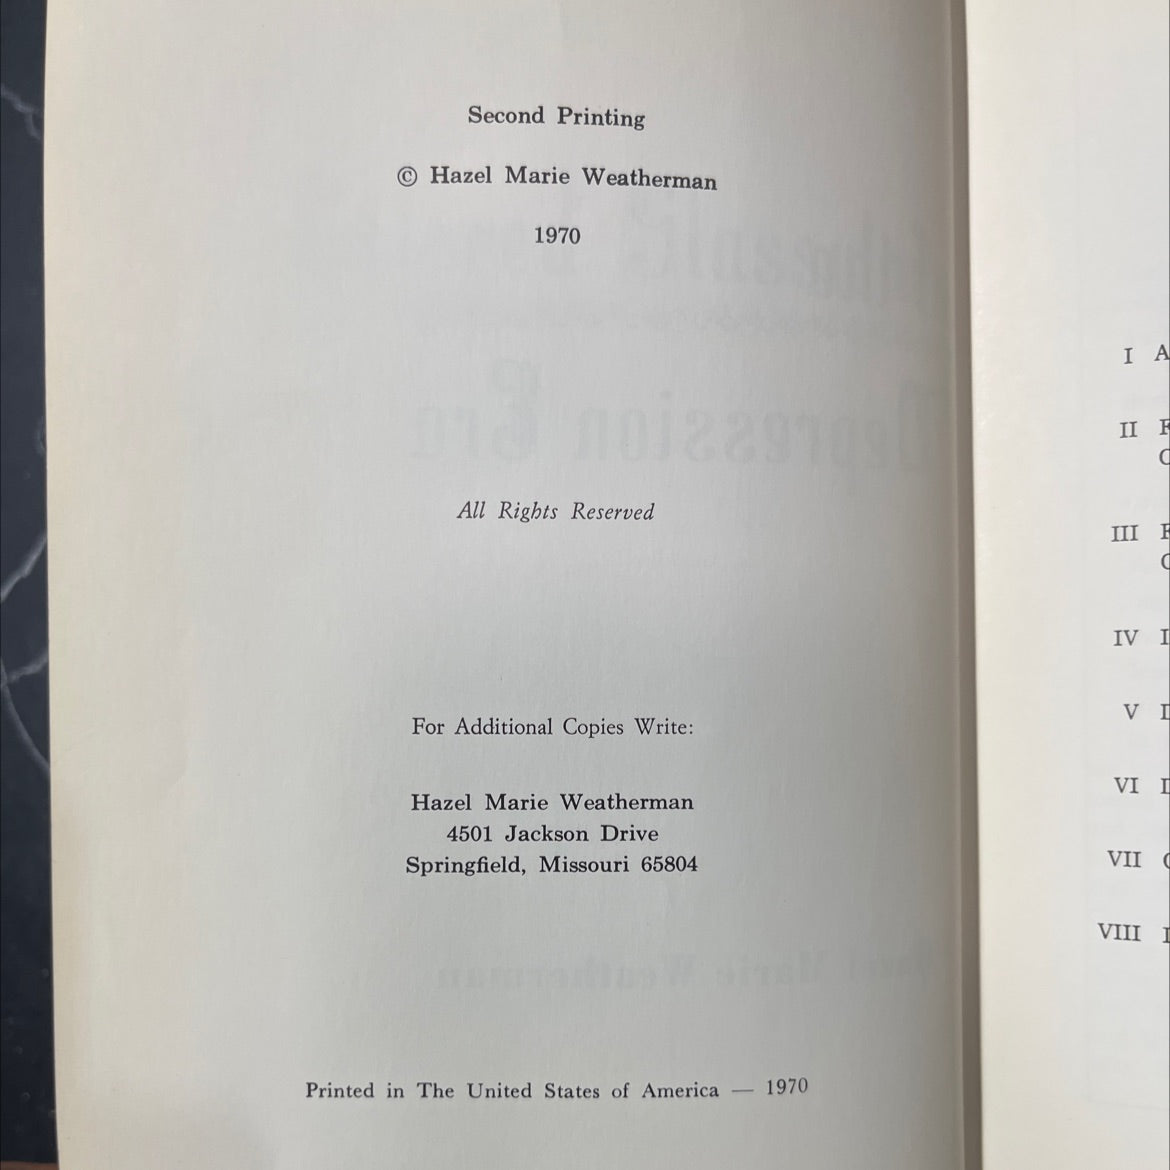 Second Printing
© Hazel Marie Weatherman
1970
All Rights Reserved
For Additional Copies Write:
Hazel Marie Weatherman
4501 Jackson Drive
Springfield, Missouri 65804
Printed in The United States of America — 1970
I A
II
III
IV
V
VI
VII
VIII